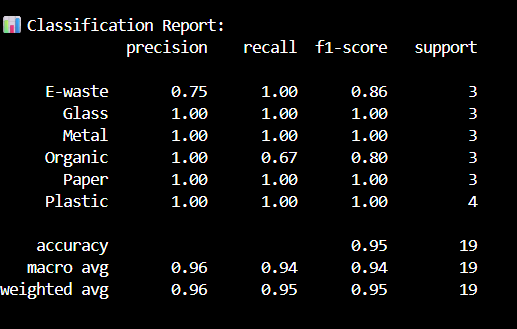 📊 Classification Report:
precision recall f1-score support
E-waste 0.75 1.00 0.86 3
Glass 1.00 1.00 1.00 3
Metal 1.00 1.00 1.00 3
Organic 1.00 0.67 0.80 3
Paper 1.00 1.00 1.00 3
Plastic 1.00 1.00 1.00 4
accuracy 0.95 19
macro avg 0.96 0.94 0.94 19
weighted avg 0.96 0.95 0.95 19